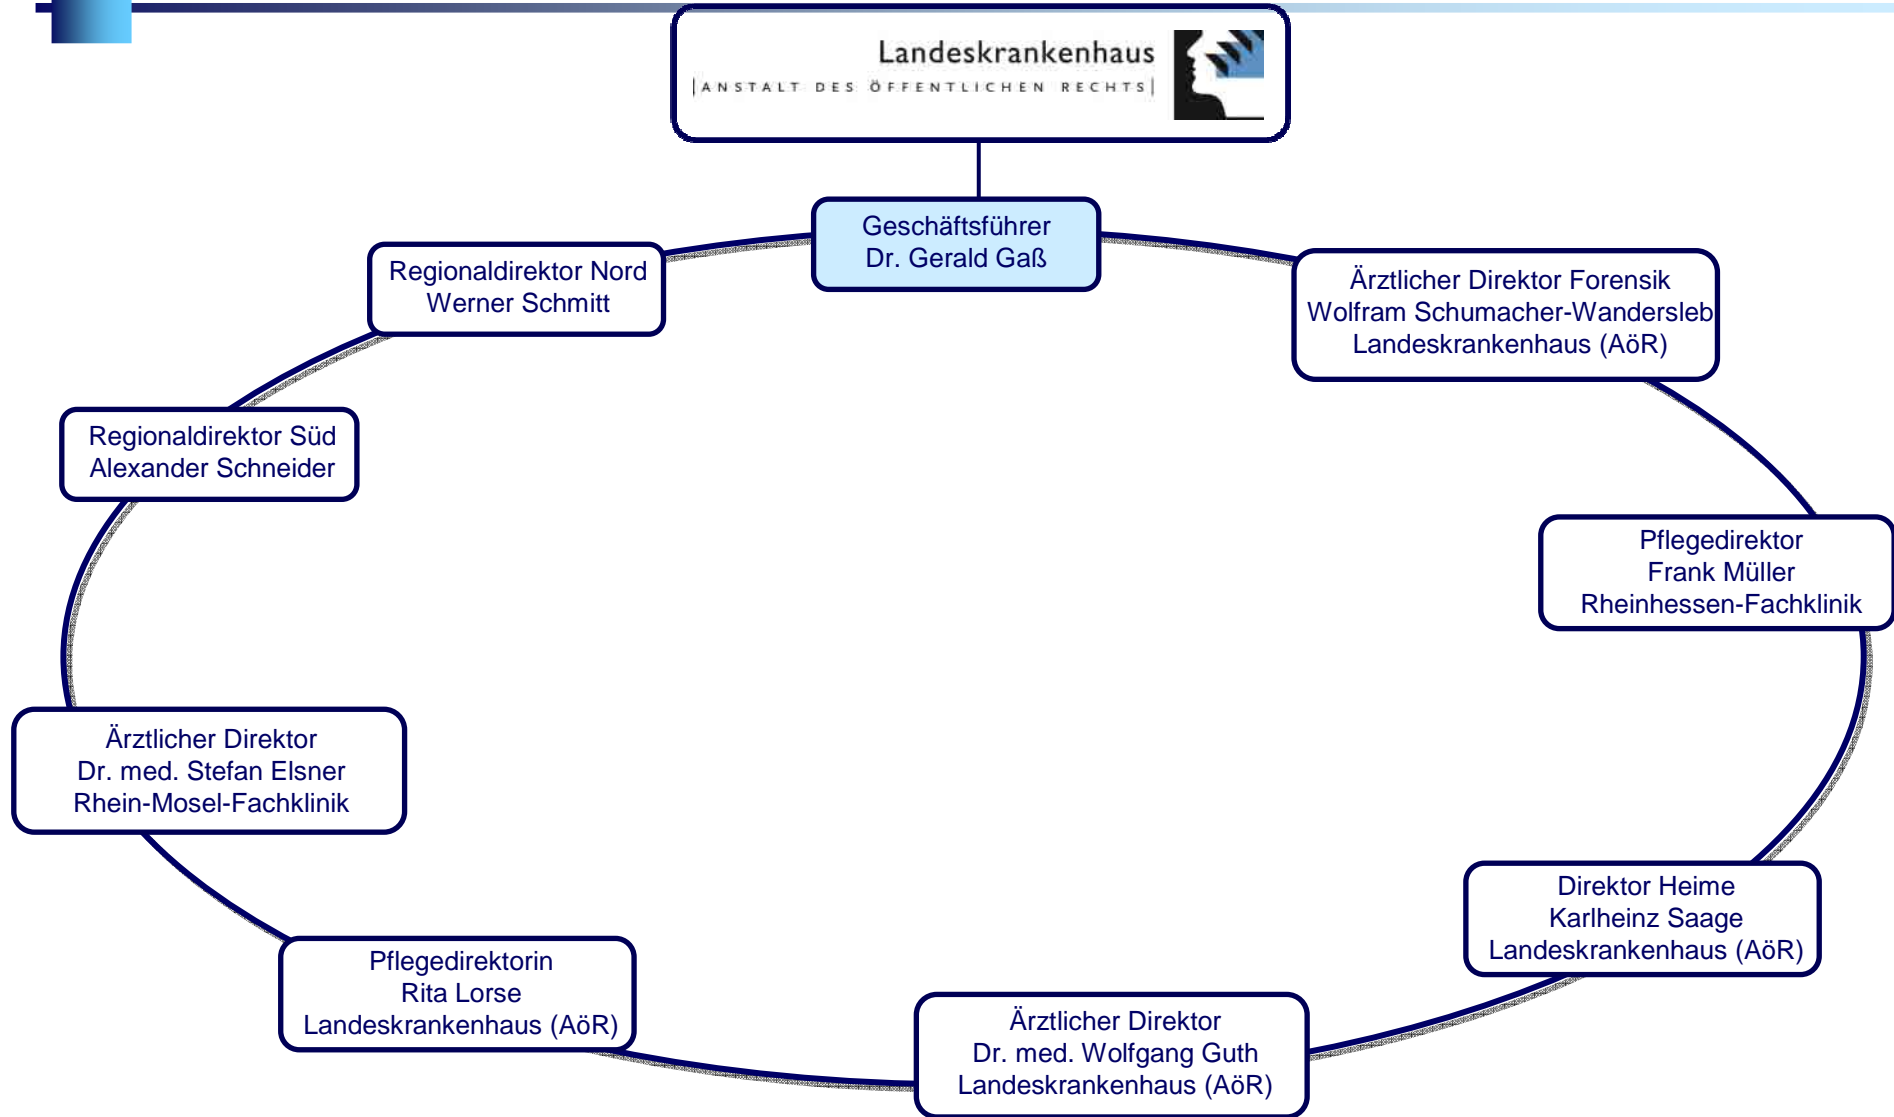 Landeskrankenhaus
|ANSTALT DES ÖFFENTLICHEN RECHTS|
Geschäftsführer
Dr. Gerald Gaß
Regionaldirektor Nord
Werner Schmitt
Ärztlicher Direktor Forensik
Wolfram Schumacher-Wandersleb
Landeskrankenhaus (AöR)
Regionaldirektor Süd
Alexander Schneider
Pflegedirektor
Frank Müller
Rheinhessen-Fachklinik
Ärztlicher Direktor
Dr. med. Stefan Elsner
Rhein-Mosel-Fachklinik
Direktor Heime
Karlheinz Saage
Landeskrankenhaus (AöR)
Pflegedirektorin
Rita Lorse
Landeskrankenhaus (AöR)
Ärztlicher Direktor
Dr. med. Wolfgang Guth
Landeskrankenhaus (AöR)